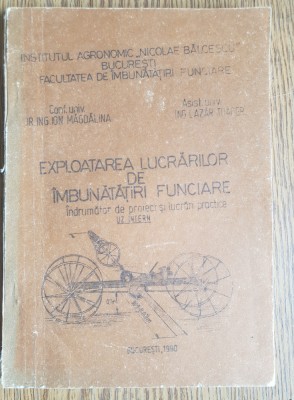 INSTITUTUL AGRONOMIC „NICOLAE BĂLCESCU"
BUCUREȘTI
FACULTATEA DE ÎMBUNĂTĂȚIRI FUNCIARE
Conf. univ.
DR. ING. ION MĂGDĂLINA
Asist. univ.
ING. LAZĂR
EXPLOATAREA LUCRĂRILOR
DE
ÎMBUNĂTĂȚIRI FUNCIARE
Îndrumător de proiect și lucrări practice
UZ INTERN
BUCUREȘTI, 1980